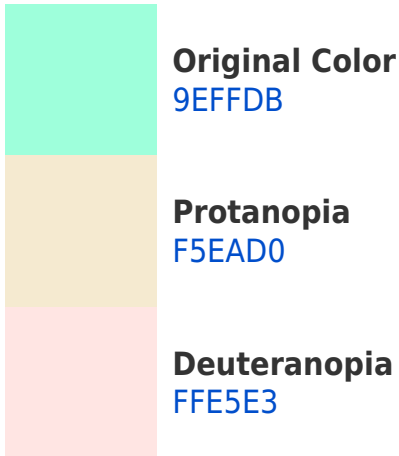 Original Color
9EFFDB
Protanopia
F5EAD0
Deuteranopia
FFE5E3